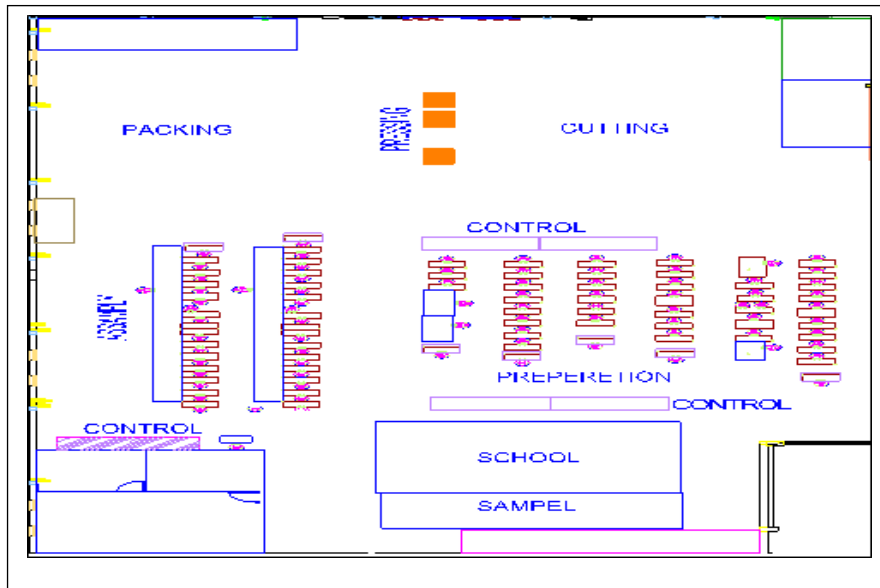 PACKING
PRESSING
CUTTING
CONTROL
PREPERETION
CONTROL
CONTROL
SCHOOL
SAMPEL